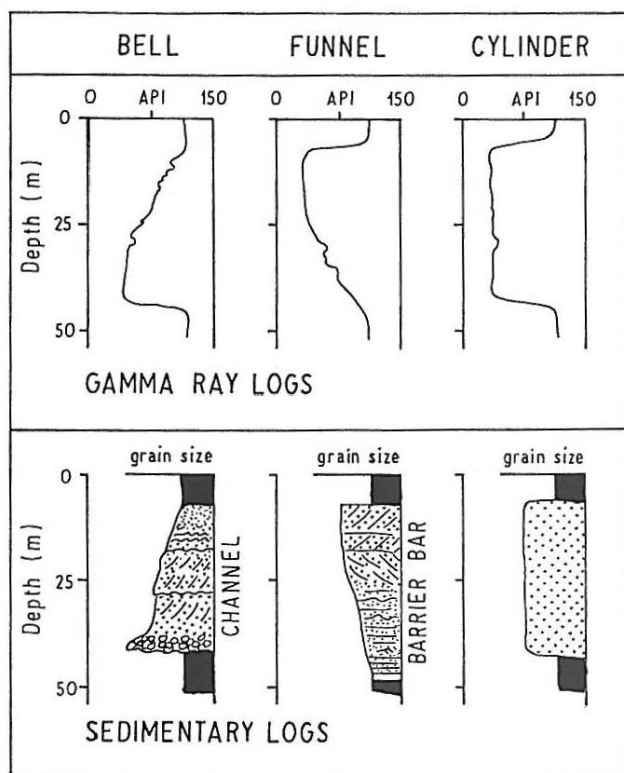 BELL FUNNEL CYLINDER
0 API 150 0 API 150 0 API 150
0
25
50
Depth (m)
GAMMA RAY LOGS
grain size grain size grain size
0
25
50
Depth (m)
CHANNEL
BARRIER BAR
SEDIMENTARY LOGS